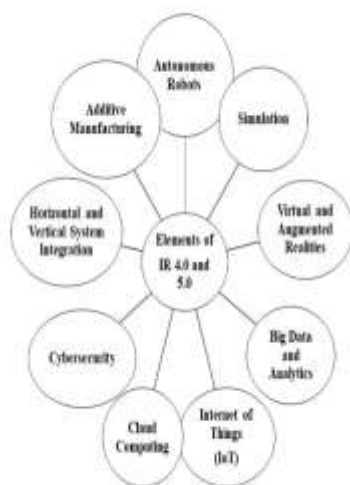 Autonomous
Robots
Simulation
Virtual and
Augmented
Realities
Big Data
and
Analytics
Internet of
Things
(IoT)
Cloud
Computing
Cybersecurity
Horizontal and
Vertical System
Integration
Additive
Manufacturing
Elements of
IR 4.0 and
5.0